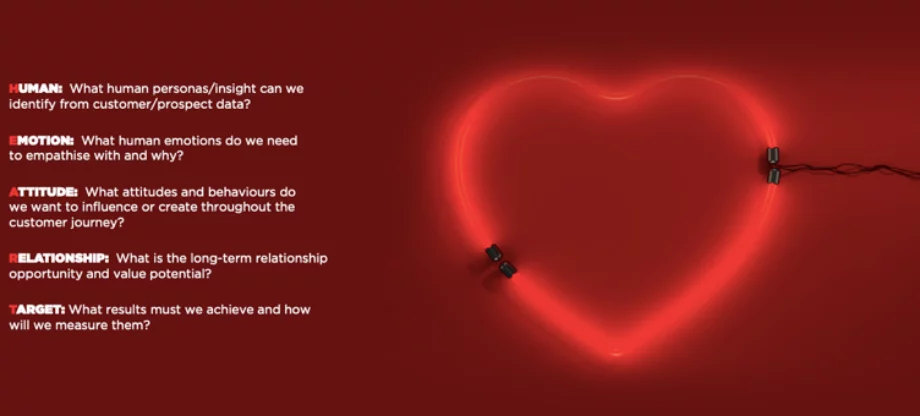 HUMAN: What human personas/insight can we
identify from customer/prospect data?
EMOTION: What human emotions do we need
to empathise with and why?
ATTITUDE: What attitudes and behaviours do
we want to influence or create throughout the
customer journey?
RELATIONSHIP: What is the long-term relationship
opportunity and value potential?
TARGET: What results must we achieve and how
will we measure them?